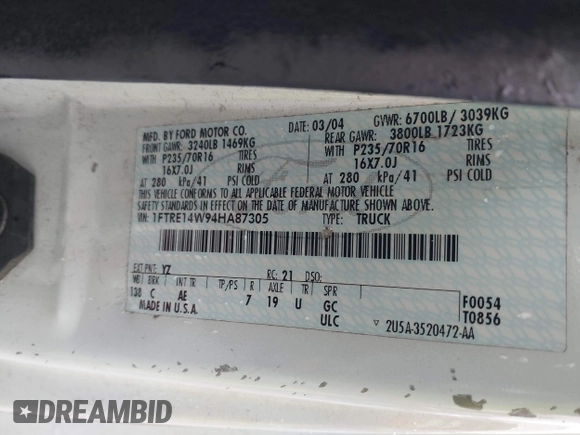 MFD. BY FORD MOTOR CO.
DATE: 03/04
GVWR: 6700LB/ 3039KG
FRONT GAWR: 3240LB 1469KG
REAR GAWR: 3800LB 1723KG
WITH P235/70R16 TIRES
WITH P235/70R16 TIRES
16X7.0J RIMS
16X7.0J RIMS
AT 280 kPa/41 PSI COLD
AT 280 kPa/41 PSI COLD
THIS VEHICLE CONFORMS TO ALL APPLICABLE FEDERAL MOTOR VEHICLE
SAFETY STANDARDS IN EFFECT ON THE DATE OF MANUFACTURE SHOWN ABOVE.
VIN: 1FTRE14W94HA87305
TYPE: TRUCK
EXT PNT: YZ RC: 21 DSO:
WB BRK INT TR TP/PS R AXLE TR SPR
138 C AE 7 19 U GC
F0054
MADE IN U.S.A. ULC
T0856
▽ 2U5A-3520472-AA
DREAMBID